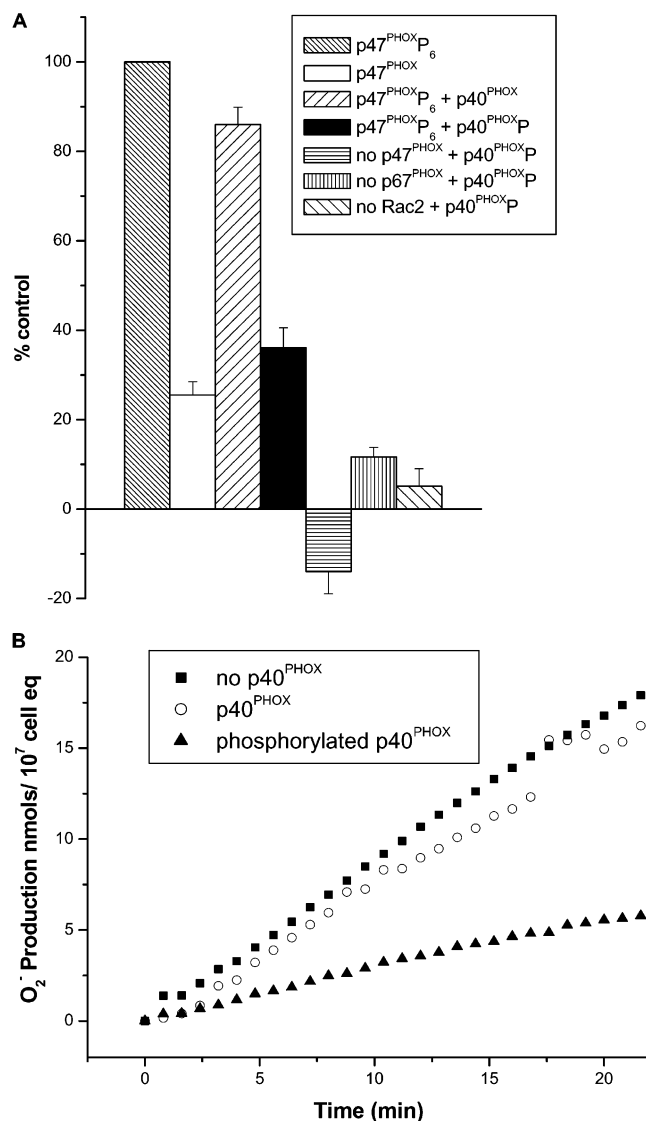 A
p47PHOXP6
p47PHOX
p47PHOXP6 + p40PHOX
p47PHOXP6 + p40PHOXP
no p47PHOX + p40PHOXP
no p67PHOX + p40PHOXP
no Rac2 + p40PHOXP
100
80
60
40
20
0
-20
% control
B
no p40PHOX
p40PHOX
phosphorylated p40PHOX
20
15
10
5
0
O2- Production nmols/ 10^7 cell eq
0 5 10 15 20
Time (min)